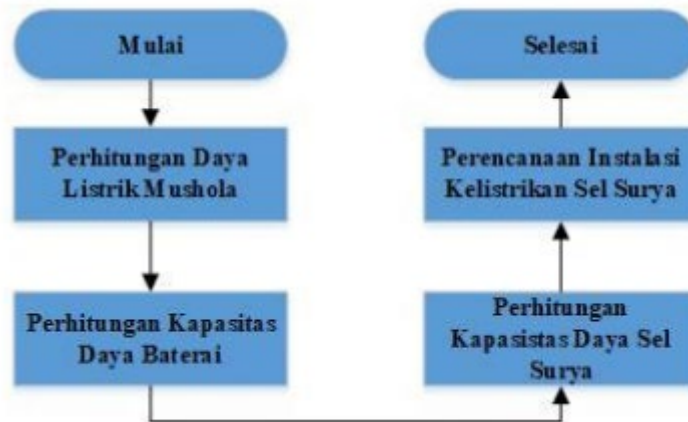 Mulai
Perhitungan Daya
Listrik Mushola
Perhitungan Kapasitas
Daya Baterai
Perhitungan
Kapasistas Daya Sel
Surya
Perencanaan Instalasi
Kelistrikan Sel Surya
Selesai